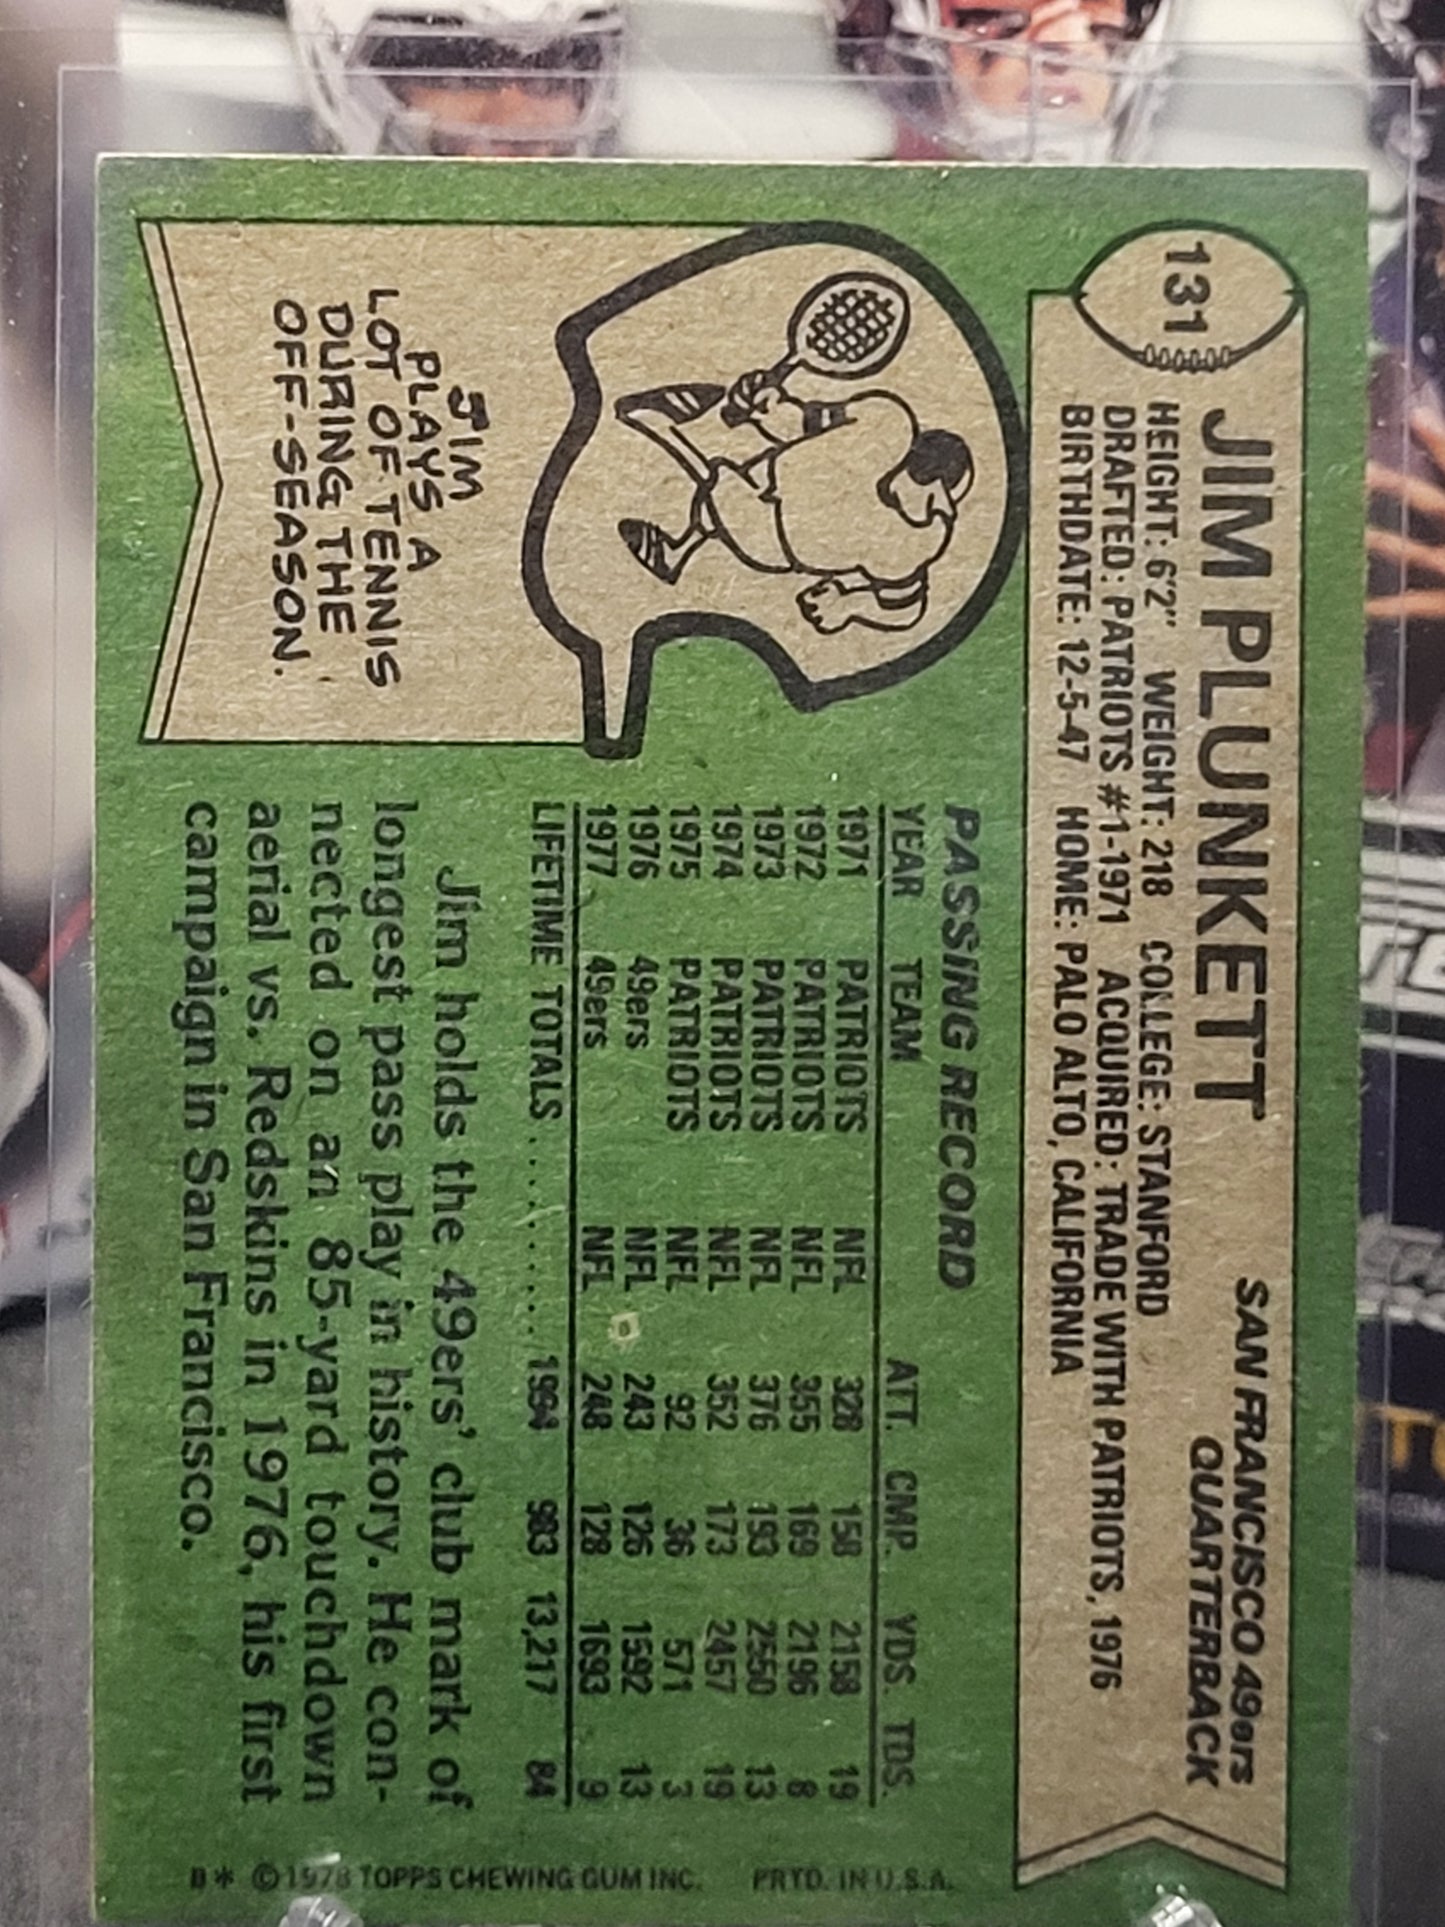 131
JIM PLUNKETT
SAN FRANCISCO 49ers
QUARTERBACK
HEIGHT: 6'2" WEIGHT: 218 COLLEGE: STANFORD
DRAFTED: PATRIOTS #1-1971 ACQUIRED: TRADE WITH PATRIOTS, 1976
BIRTHDATE: 12-5-47 HOME: PALO ALTO, CALIFORNIA
JIM
PLAYS A
LOT OF TENNIS
DURING THE
OFF-SEASON.
PASSING RECORD
YEAR TEAM ATT. CMP. YDS. TDS.
1971 PATRIOTS NFL 328 158 2158 19
1972 PATRIOTS NFL 355 169 2196 8
1973 PATRIOTS NFL 376 193 2550 13
1974 PATRIOTS NFL 352 173 2457 19
1975 PATRIOTS NFL 92 36 571 3
1976 49ers NFL 243 126 1592 13
1977 49ers NFL 248 128 1693 9
LIFETIME TOTALS .......... 1994 983 13,217 84
Jim holds the 49ers' club mark of
longest pass play in history. He con-
nected on an 85-yard touchdown
aerial vs. Redskins in 1976, his first
campaign in San Francisco.
B* © 1978 TOPPS CHEWING GUM INC. PRTD. IN U.S.A.